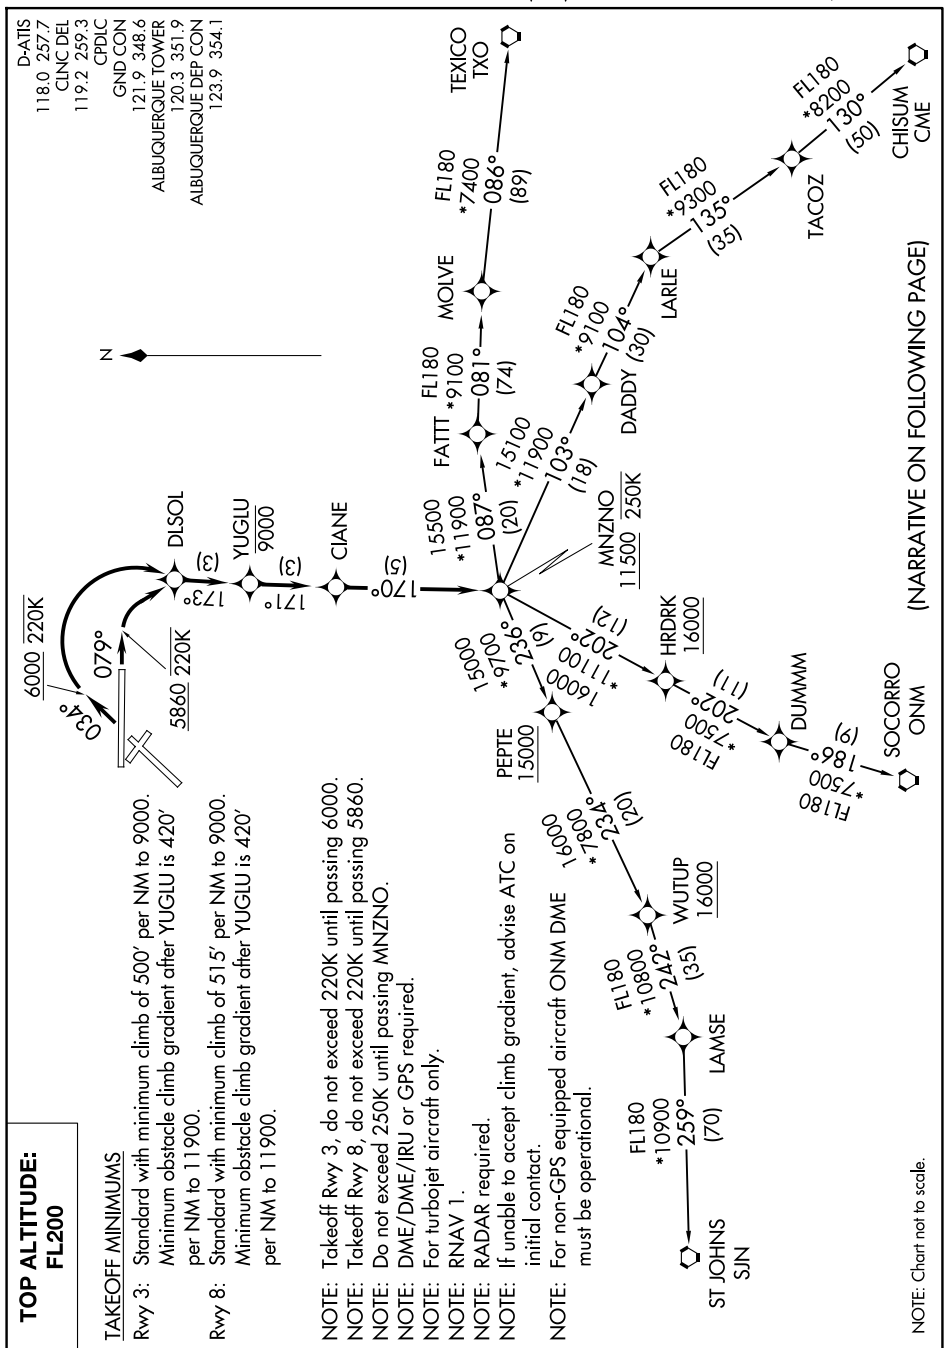 TOP ALTITUDE:
FL200
D-ATIS
118.0 257.7
CLNC DEL
119.2 259.3
CPDLC
GND CON
121.9 348.6
ALBUQUERQUE TOWER
120.3 351.9
ALBUQUERQUE DEP CON
123.9 354.1
TAKEOFF MINIMUMS
Rwy 3: Standard with minimum climb of 500' per NM to 9000.
Minimum obstacle climb gradient after YUGLU is 420'
per NM to 11900.
Rwy 8: Standard with minimum climb of 515' per NM to 9000.
Minimum obstacle climb gradient after YUGLU is 420'
per NM to 11900.
NOTE: Takeoff Rwy 3, do not exceed 220K until passing 6000.
NOTE: Takeoff Rwy 8, do not exceed 220K until passing 5860.
NOTE: Do not exceed 250K until passing MNZNO.
NOTE: DME/DME/IRU or GPS required.
NOTE: For turbojet aircraft only.
NOTE: RNAV 1.
NOTE: RADAR required.
NOTE: If unable to accept climb gradient, advise ATC on
initial contact.
NOTE: For non-GPS equipped aircraft ONM DME
must be operational.
N
6000 220K
034°
079°
5860 220K
DLSOL
173°
(3)
YUGLU
9000
171°
(3)
CIANE
170°
(5)
MNZNO
11500 250K
15500
*11900
087°
(20)
FATTT
FL180
*9100
081°
(74)
MOLVE
FL180
*7400
086°
(89)
TEXICO
TXO
15100
*11900
103°
(18)
DADDY
FL180
*9100
104°
(30)
LARLE
FL180
*9300
135°
(35)
TACOZ
FL180
*8200
130°
(50)
CHISUM
CME
16000
*11100
202°
(12)
HRDRK
16000
FL180
*7500
202°
(11)
DUMMM
FL180
*7500
186°
(9)
SOCORRO
ONM
15000
*9700
236°
(9)
PEPTE
15000
16000
*7800
234°
(20)
WUTUP
16000
FL180
*10800
242°
(35)
LAMSE
FL180
*10900
259°
(70)
ST JOHNS
SJN
(NARRATIVE ON FOLLOWING PAGE)
NOTE: Chart not to scale.